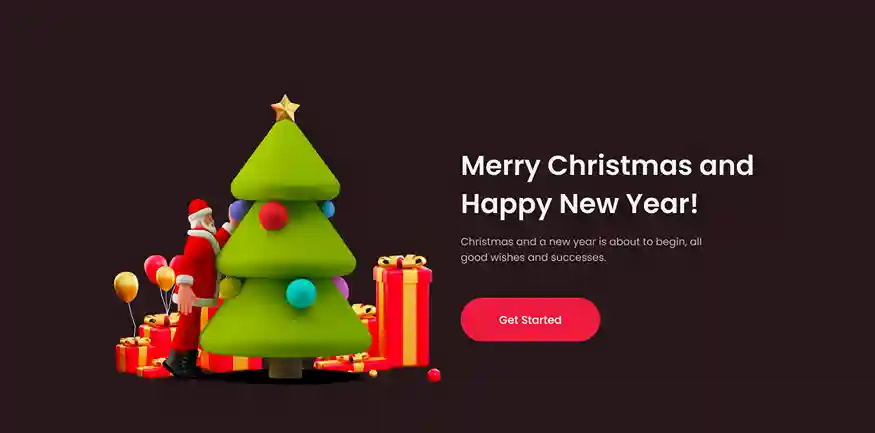 Merry Christmas and
Happy New Year!
Christmas and a new year is about to begin, all
good wishes and successes.
Get Started